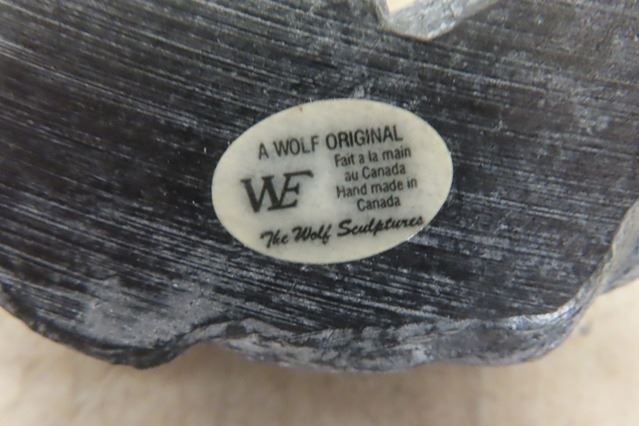 A WOLF ORIGINAL
WE
Fait a la main
au Canada
Hand made in
Canada
The Wolf Sculptures